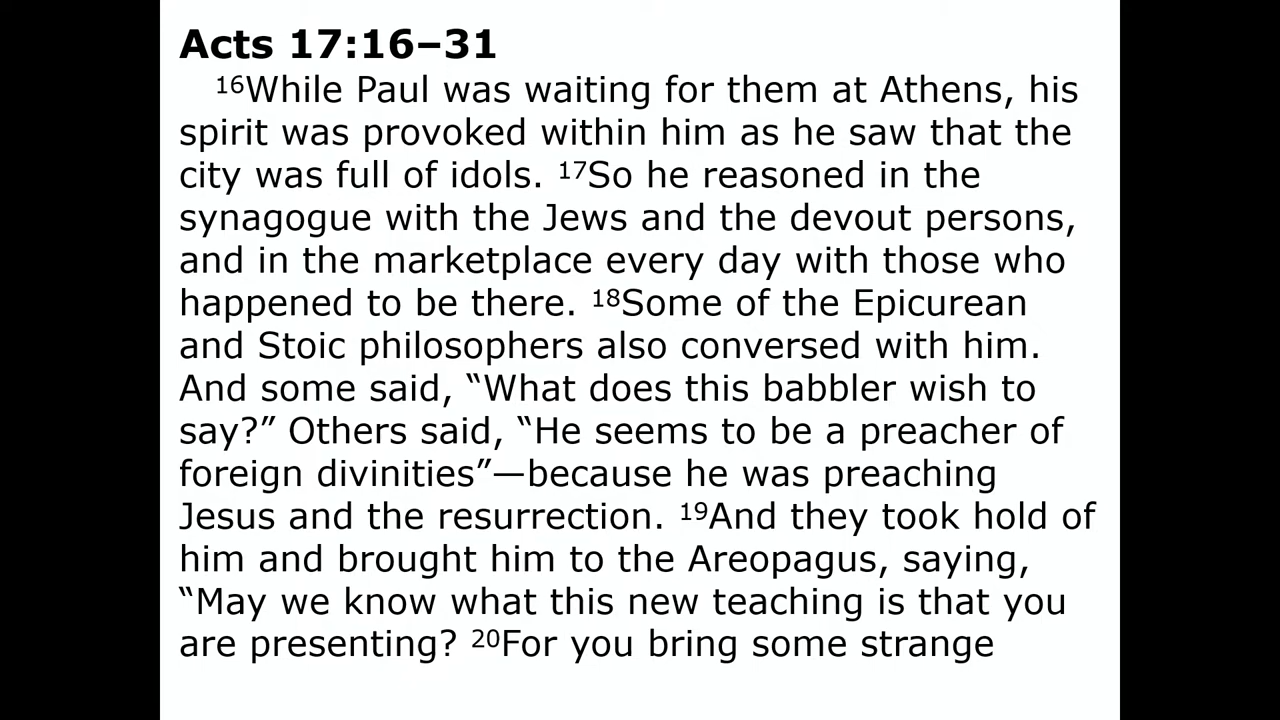 Acts 17:16–31
16While Paul was waiting for them at Athens, his
spirit was provoked within him as he saw that the
city was full of idols. 17So he reasoned in the
synagogue with the Jews and the devout persons,
and in the marketplace every day with those who
happened to be there. 18Some of the Epicurean
and Stoic philosophers also conversed with him.
And some said, “What does this babbler wish to
say?” Others said, “He seems to be a preacher of
foreign divinities”—because he was preaching
Jesus and the resurrection. 19And they took hold of
him and brought him to the Areopagus, saying,
“May we know what this new teaching is that you
are presenting? 20For you bring some strange